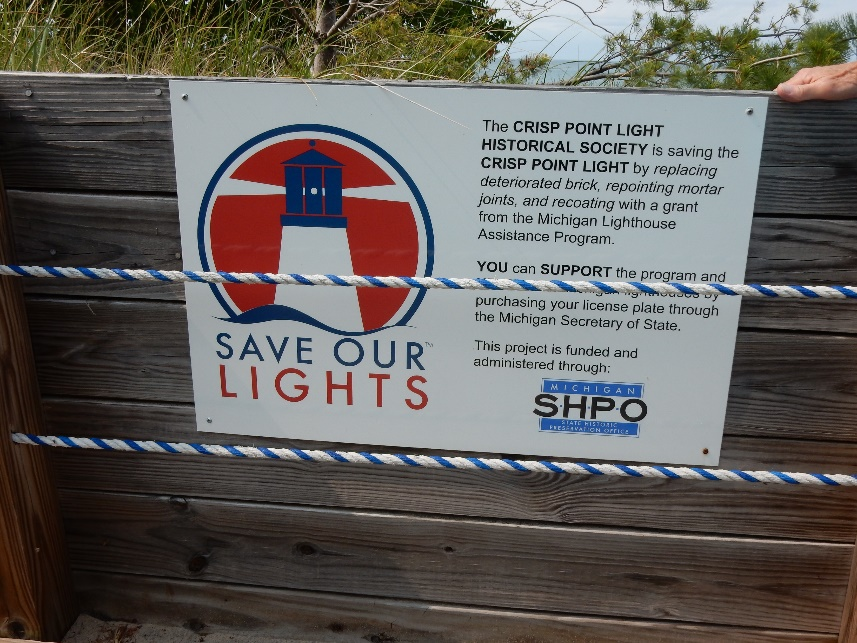 SAVE OUR™
LIGHTS
The CRISP POINT LIGHT
HISTORICAL SOCIETY is saving the
CRISP POINT LIGHT by replacing
deteriorated brick, repointing mortar
joints, and recoating with a grant
from the Michigan Lighthouse
Assistance Program.
YOU can SUPPORT the program and
lighthouses by
purchasing your license plate through
the Michigan Secretary of State.
This project is funded and
administered through:
MICHIGAN
S·H·P·O
STATE HISTORIC
PRESERVATION OFFICE